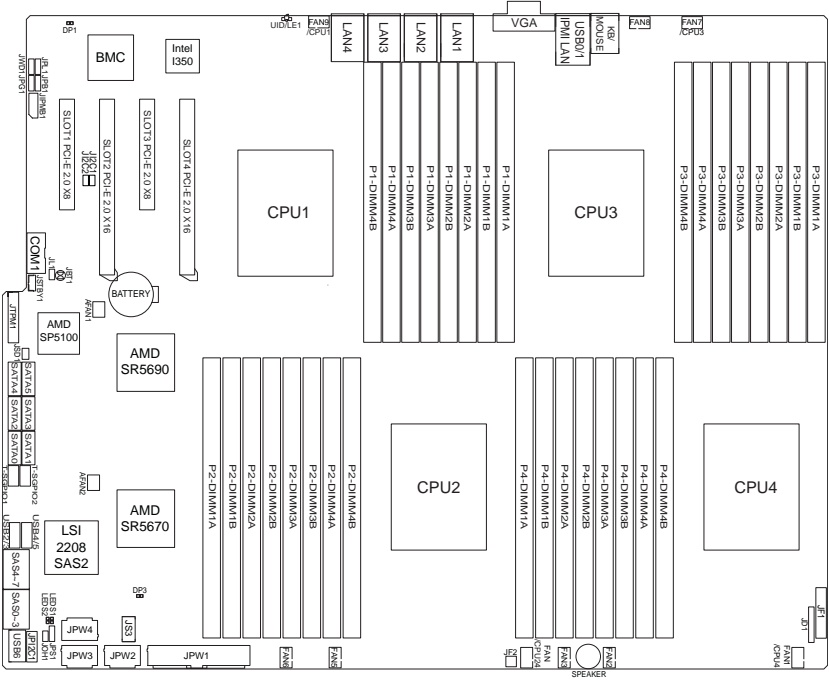 UID/LE1
FAN9
/CPU1
LAN4
LAN3
LAN2
LAN1
VGA
USB0/1
IPMI LAN
KB/
MOUSE
FAN8
FAN7
/CPU3
DP1
BMC
Intel
I350
JPL1
JPB1
JWD1
JPG1
JIPMB1
SLOT1 PCI-E 2.0 X8
JI2C1
JI2C2
SLOT2 PCI-E 2.0 X16
SLOT3 PCI-E 2.0 X8
SLOT4 PCI-E 2.0 X16
CPU1
P1-DIMM4B
P1-DIMM4A
P1-DIMM3B
P1-DIMM3A
P1-DIMM2B
P1-DIMM2A
P1-DIMM1B
P1-DIMM1A
CPU3
P3-DIMM4B
P3-DIMM4A
P3-DIMM3B
P3-DIMM3A
P3-DIMM2B
P3-DIMM2A
P3-DIMM1B
P3-DIMM1A
COM1
JL1
JBT1
JSTBY1
BATTERY
AFAN1
JTPM1
AMD
SP5100
JSD1
AMD
SR5690
SATA4
SATA5
SATA2
SATA3
SATA0
SATA1
T-SGPIO1
T-SGPIO2
AFAN2
AMD
SR5670
USB2/3
USB4/5
LSI
2208
SAS2
SAS4~7
SAS0~3
P2-DIMM1A
P2-DIMM1B
P2-DIMM2A
P2-DIMM2B
P2-DIMM3A
P2-DIMM3B
P2-DIMM4A
P2-DIMM4B
CPU2
P4-DIMM1A
P4-DIMM1B
P4-DIMM2A
P4-DIMM2B
P4-DIMM3A
P4-DIMM3B
P4-DIMM4A
P4-DIMM4B
CPU4
DP3
LEDS1
LEDS2
JS3
JPW4
USB6
JPI2C1
JOH1
JPS1
JPW3
JPW2
JPW1
FAN6
FAN5
JF2
FAN
/CPU24
FAN3
SPEAKER
FAN2
JF1
JD1
FAN1
/CPU4